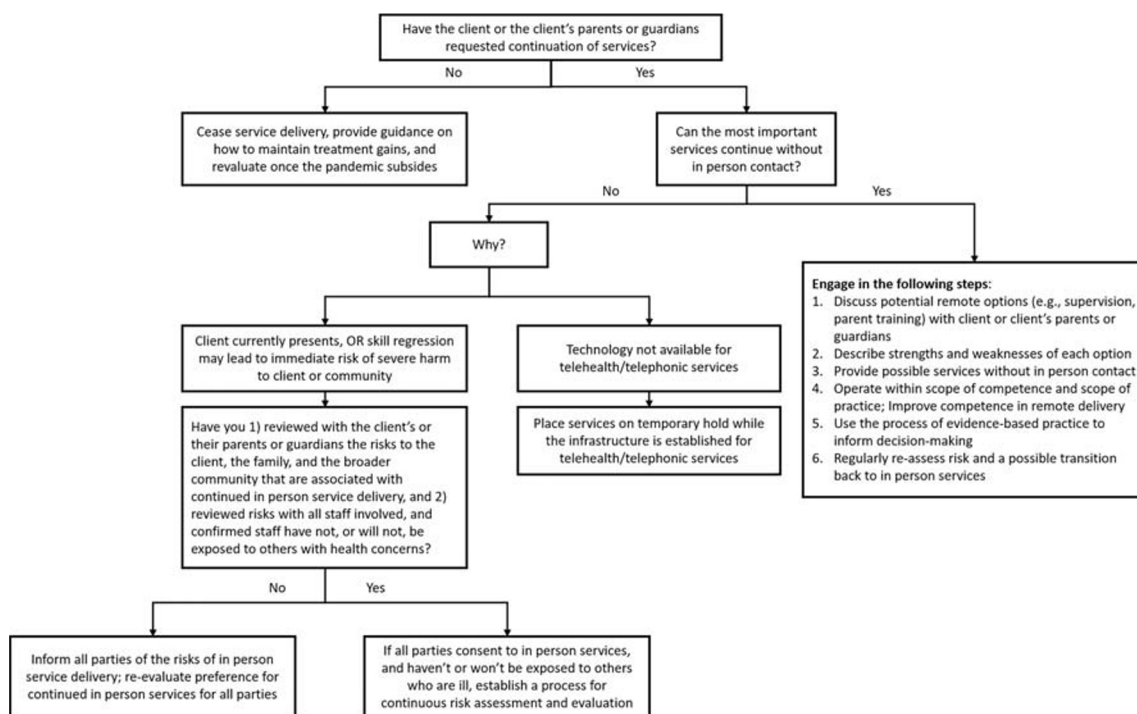 Have the client or the client's parents or guardians
requested continuation of services?
No
Yes
Cease service delivery, provide guidance on
how to maintain treatment gains, and
revaluate once the pandemic subsides
Can the most important
services continue without
in person contact?
No
Yes
Why?
Engage in the following steps:
1. Discuss potential remote options (e.g., supervision,
parent training) with client or client's parents or
guardians
2. Describe strengths and weaknesses of each option
3. Provide possible services without in person contact
4. Operate within scope of competence and scope of
practice; Improve competence in remote delivery
5. Use the process of evidence-based practice to
inform decision-making
6. Regularly re-assess risk and a possible transition
back to in person services
Client currently presents, OR skill regression
may lead to immediate risk of severe harm
to client or community
Technology not available for
telehealth/telephonic services
Have you 1) reviewed with the client's or
their parents or guardians the risks to the
client, the family, and the broader
community that are associated with
continued in person service delivery, and 2)
reviewed risks with all staff involved, and
confirmed staff have not, or will not, be
exposed to others with health concerns?
Place services on temporary hold while
the infrastructure is established for
telehealth/telephonic services
No
Yes
Inform all parties of the risks of in person
service delivery; re-evaluate preference for
continued in person services for all parties
If all parties consent to in person services,
and haven't or won't be exposed to others
who are ill, establish a process for
continuous risk assessment and evaluation